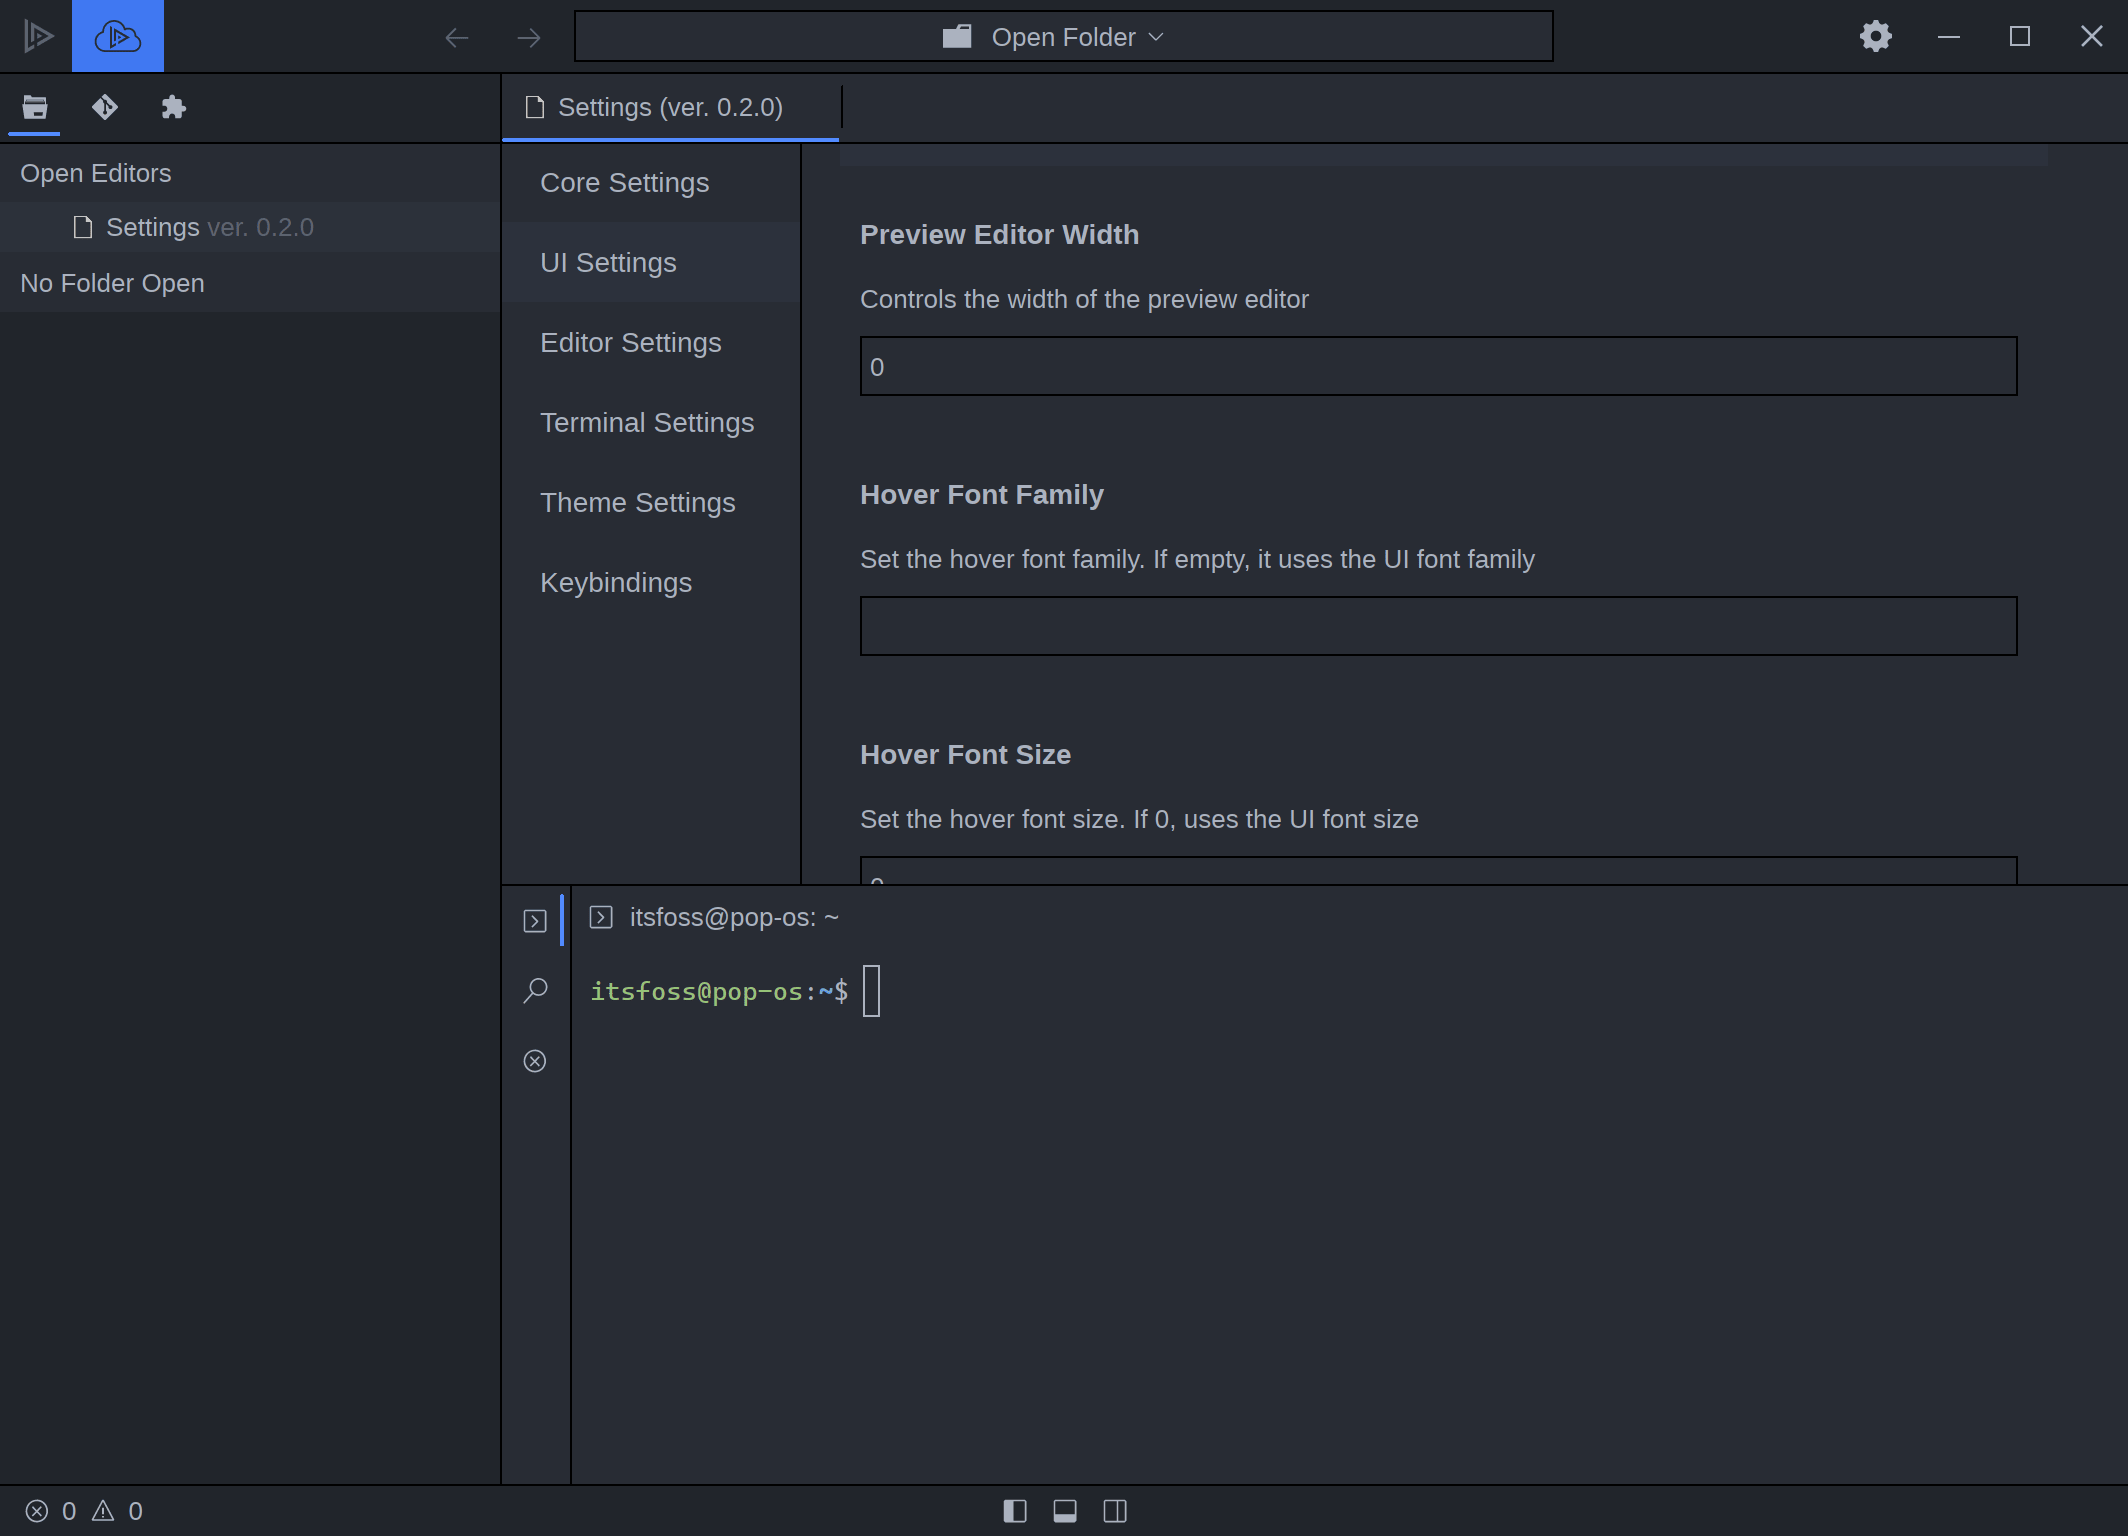 Open Folder
Settings (ver. 0.2.0)
Open Editors
Settings ver. 0.2.0
No Folder Open
Core Settings
UI Settings
Editor Settings
Terminal Settings
Theme Settings
Keybindings
Preview Editor Width
Controls the width of the preview editor
0
Hover Font Family
Set the hover font family. If empty, it uses the UI font family
Hover Font Size
Set the hover font size. If 0, uses the UI font size
0
itsfoss@pop-os: ~
itsfoss@pop-os:~$
0 0